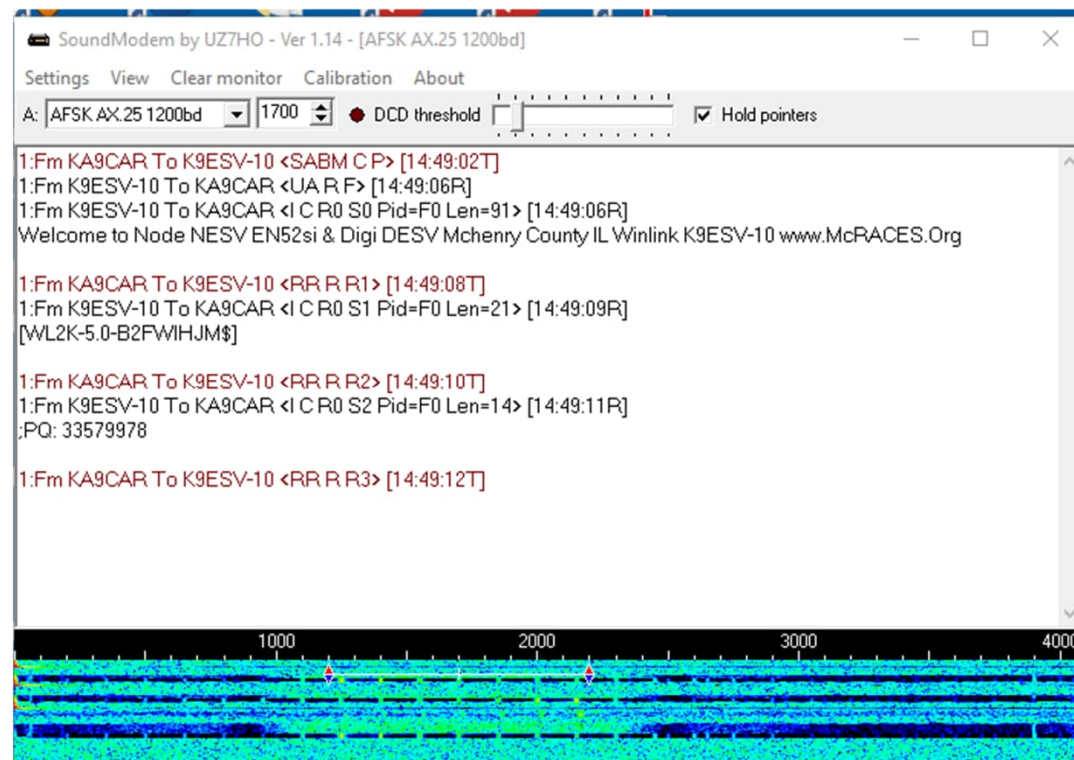 SoundModem by UZ7HO - Ver 1.14 - [AFSK AX.25 1200bd]
Settings View Clear monitor Calibration About
A: AFSK AX.25 1200bd 1700 DCD threshold Hold pointers
1:Fm KA9CAR To K9ESV-10 <SABM C P> [14:49:02T]
1:Fm K9ESV-10 To KA9CAR <UA R F> [14:49:06R]
1:Fm K9ESV-10 To KA9CAR <I C R0 S0 Pid=F0 Len=91> [14:49:06R]
Welcome to Node NESV EN52si & Digi DESV Mchenry County IL Winlink K9ESV-10 www.McRACES.Org
1:Fm KA9CAR To K9ESV-10 <RR R R1> [14:49:08T]
1:Fm K9ESV-10 To KA9CAR <I C R0 S1 Pid=F0 Len=21> [14:49:09R]
[WL2K-5.0-B2FWIHJM$]
1:Fm KA9CAR To K9ESV-10 <RR R R2> [14:49:10T]
1:Fm K9ESV-10 To KA9CAR <I C R0 S2 Pid=F0 Len=14> [14:49:11R]
;PQ: 33579978
1:Fm KA9CAR To K9ESV-10 <RR R R3> [14:49:12T]
1000 2000 3000 4000